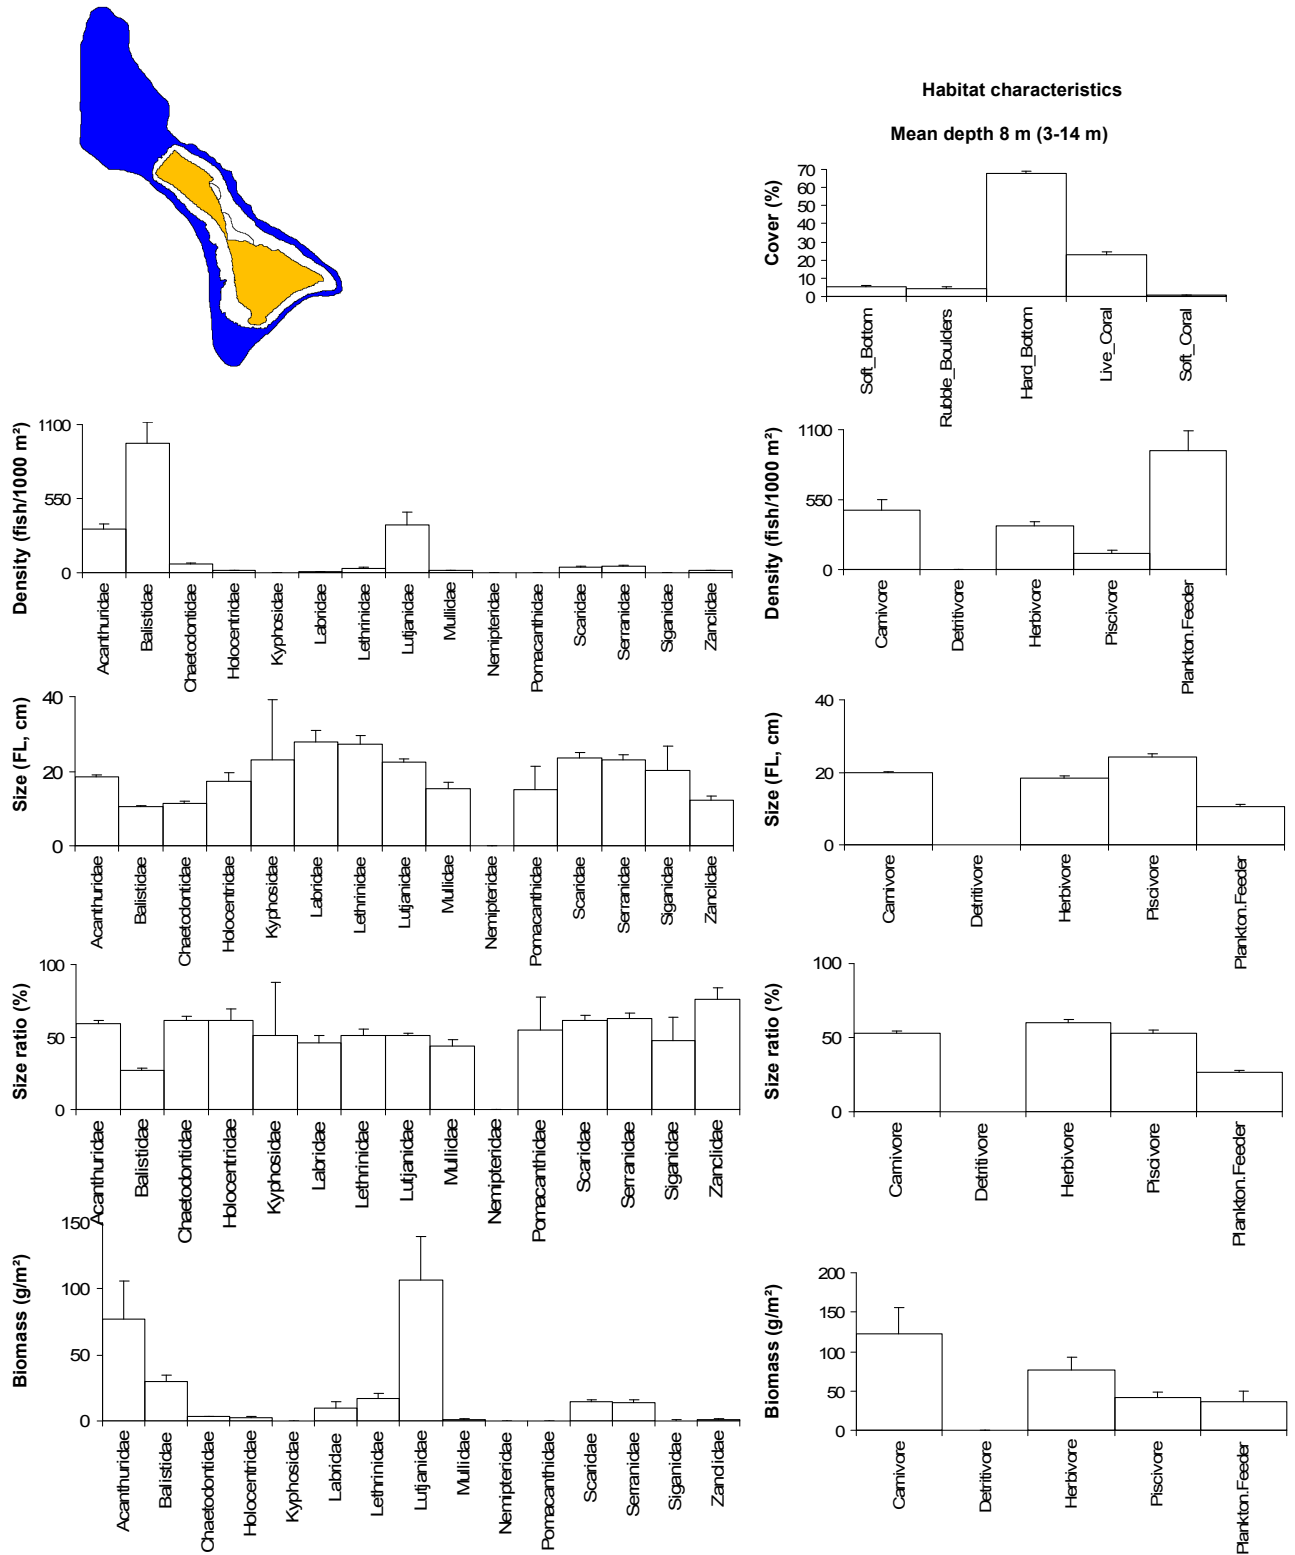 Habitat characteristics
Mean depth 8 m (3-14 m)
Cover (%)
70
60
50
40
30
20
10
0
Soft_Bottom
Rubble_Boulders
Hard_Bottom
Live_Coral
Soft_Coral
Density (fish/1000 m²)
1100
550
0
Acanthuridae
Balistidae
Chaetodontidae
Holocentridae
Kyphosidae
Labridae
Lethrinidae
Lutjanidae
Mullidae
Nemipteridae
Pomacanthidae
Scaridae
Serranidae
Siganidae
Zanclidae
Density (fish/1000 m²)
1100
550
0
Carnivore
Detritivore
Herbivore
Piscivore
Plankton.Feeder
Size (FL, cm)
40
20
0
Acanthuridae
Balistidae
Chaetodontidae
Holocentridae
Kyphosidae
Labridae
Lethrinidae
Lutjanidae
Mullidae
Nemipteridae
Pomacanthidae
Scaridae
Serranidae
Siganidae
Zanclidae
Size (FL, cm)
40
20
0
Carnivore
Detritivore
Herbivore
Piscivore
Plankton.Feeder
Size ratio (%)
100
50
0
Acanthuridae
Balistidae
Chaetodontidae
Holocentridae
Kyphosidae
Labridae
Lethrinidae
Lutjanidae
Mullidae
Nemipteridae
Pomacanthidae
Scaridae
Serranidae
Siganidae
Zanclidae
Size ratio (%)
100
50
0
Carnivore
Detritivore
Herbivore
Piscivore
Plankton.Feeder
Biomass (g/m²)
150
100
50
0
Acanthuridae
Balistidae
Chaetodontidae
Holocentridae
Kyphosidae
Labridae
Lethrinidae
Lutjanidae
Mullidae
Nemipteridae
Pomacanthidae
Scaridae
Serranidae
Siganidae
Zanclidae
Biomass (g/m²)
200
150
100
50
0
Carnivore
Detritivore
Herbivore
Piscivore
Plankton.Feeder